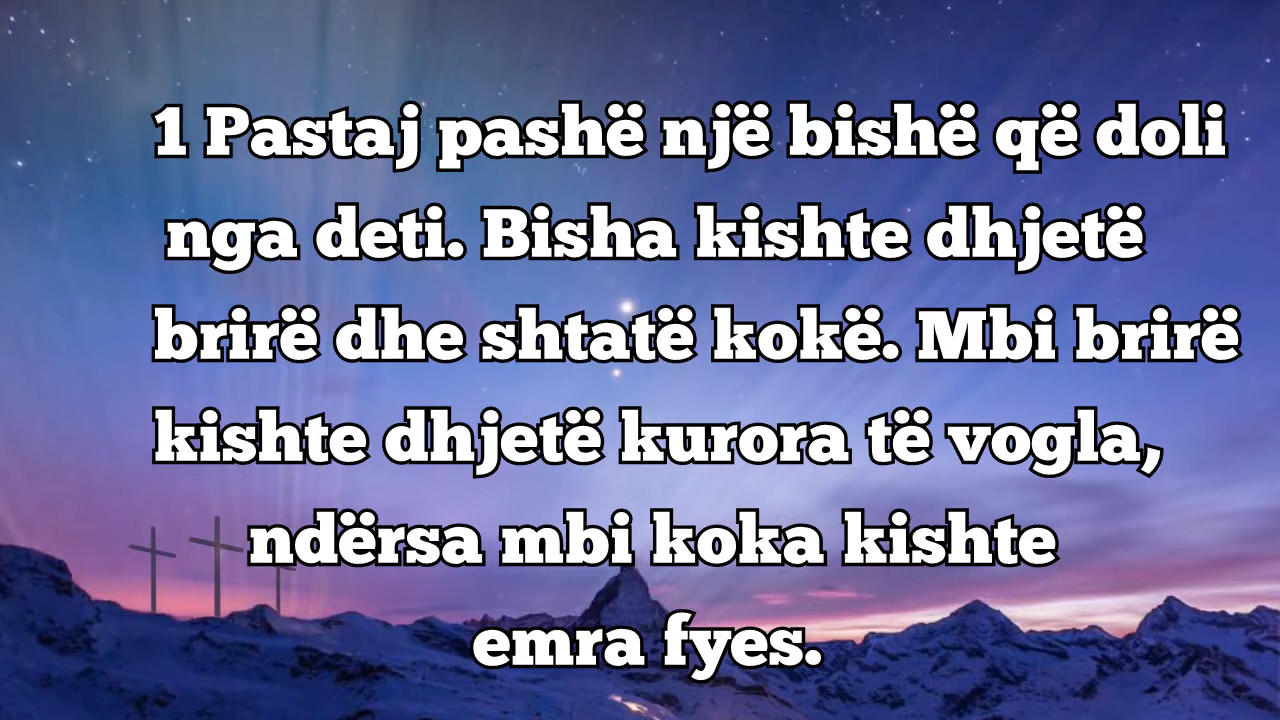 1 Pastaj pashë një bishë që doli
nga deti. Bisha kishte dhjetë
brirë dhe shtatë kokë. Mbi brirë
kishte dhjetë kurora të vogla,
ndërsa mbi koka kishte
emra fyes.